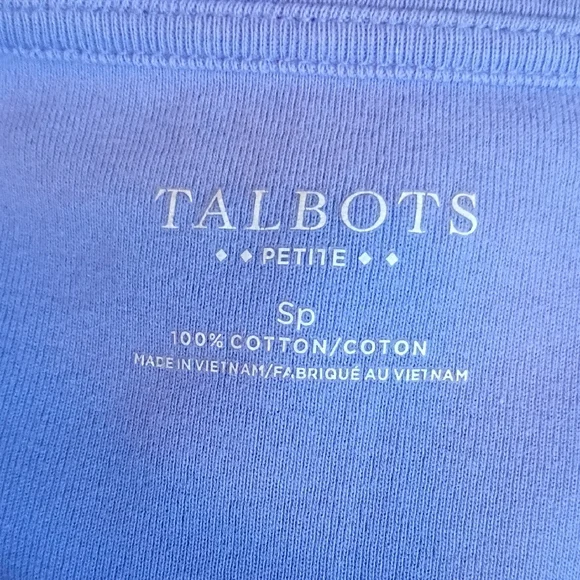 TALBOTS
◆ ◆ PETITE ◆ ◆
Sp
100% COTTON/COTON
MADE IN VIETNAM/FABRIQUÉ AU VIETNAM